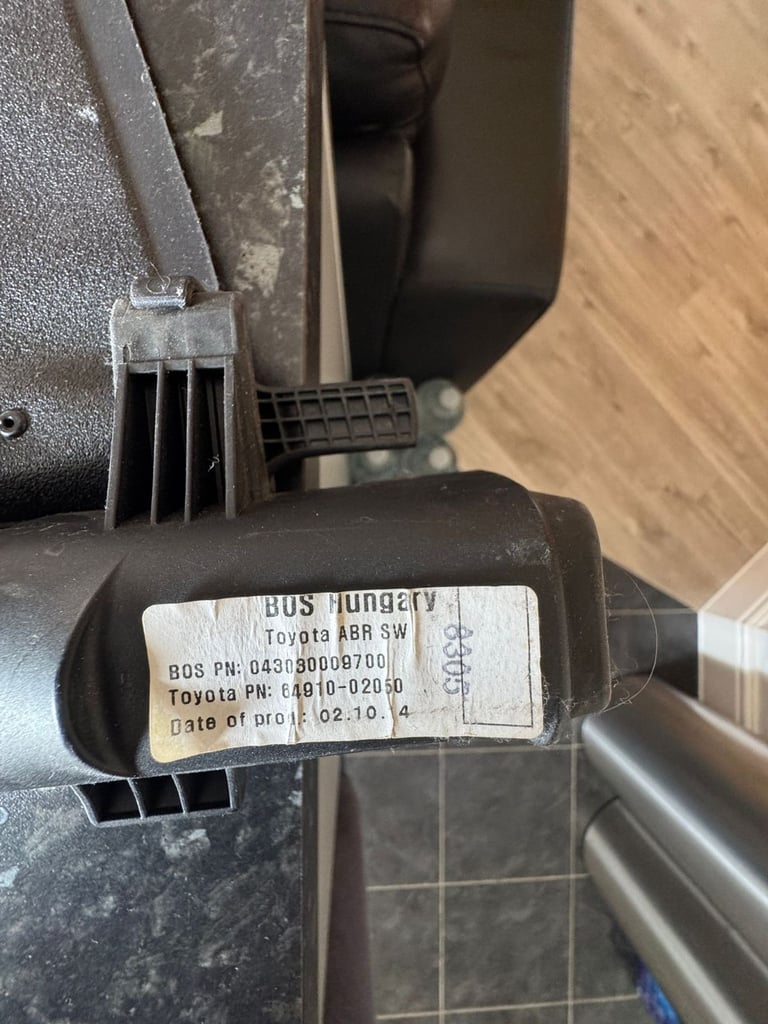 BOS Hungary
Toyota ABR SW
BOS PN: 043030009700
Toyota PN: 64910-02050
Date of prod.: 02.10. 4
8305